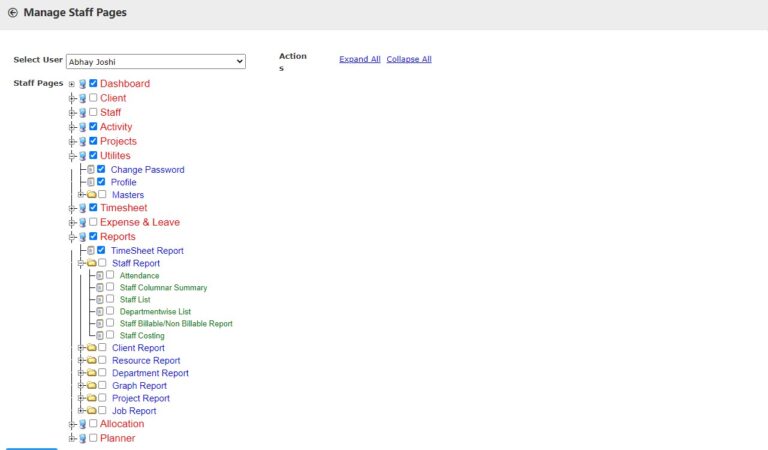 Manage Staff Pages
Select User
Abhay Joshi
Action
s
Expand All Collapse All
Staff Pages
Dashboard
Client
Staff
Activity
Projects
Utilites
Change Password
Profile
Masters
Timesheet
Expense & Leave
Reports
TimeSheet Report
Staff Report
Attendance
Staff Columnar Summary
Staff List
Departmentwise List
Staff Billable/Non Billable Report
Staff Costing
Client Report
Resource Report
Department Report
Graph Report
Project Report
Job Report
Allocation
Planner